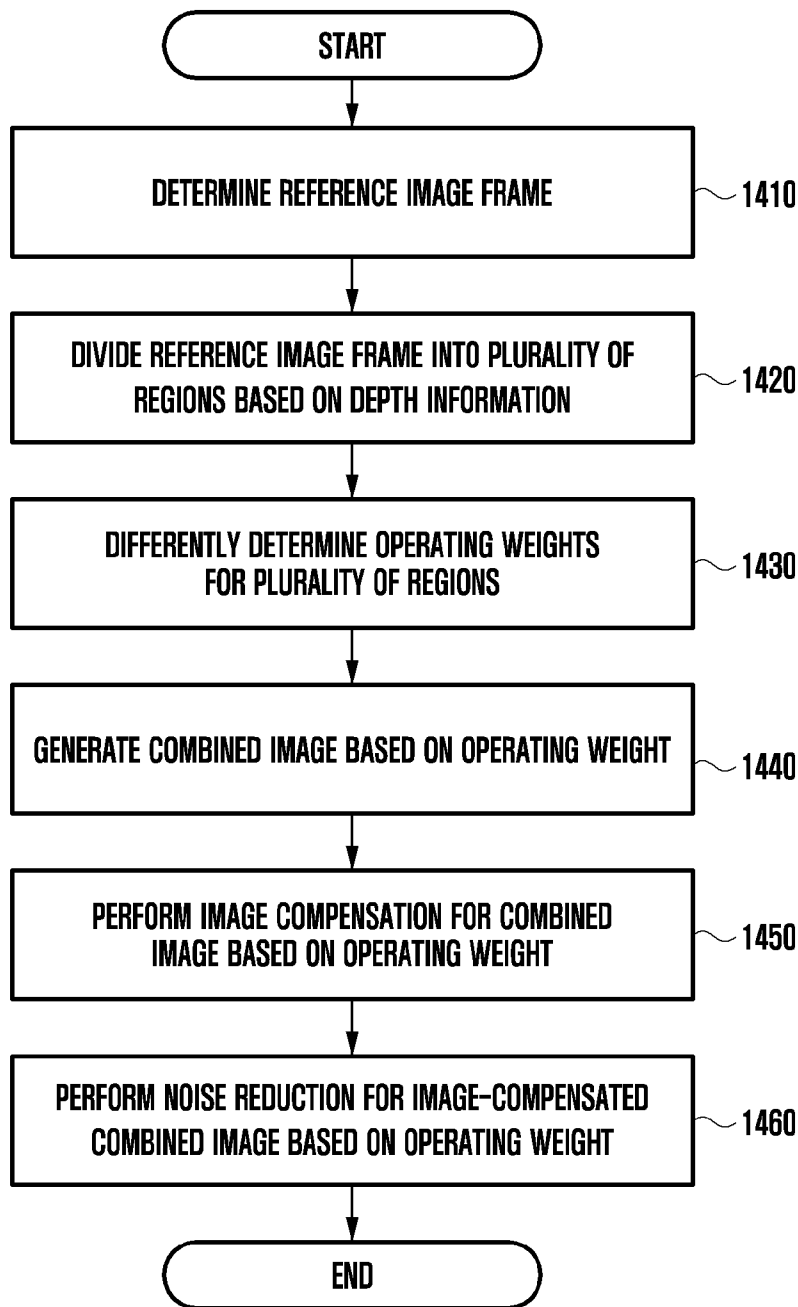 START
DETERMINE REFERENCE IMAGE FRAME
1410
DIVIDE REFERENCE IMAGE FRAME INTO PLURALITY OF
REGIONS BASED ON DEPTH INFORMATION
1420
DIFFERENTLY DETERMINE OPERATING WEIGHTS
FOR PLURALITY OF REGIONS
1430
GENERATE COMBINED IMAGE BASED ON OPERATING WEIGHT
1440
PERFORM IMAGE COMPENSATION FOR COMBINED
IMAGE BASED ON OPERATING WEIGHT
1450
PERFORM NOISE REDUCTION FOR IMAGE-COMPENSATED
COMBINED IMAGE BASED ON OPERATING WEIGHT
1460
END